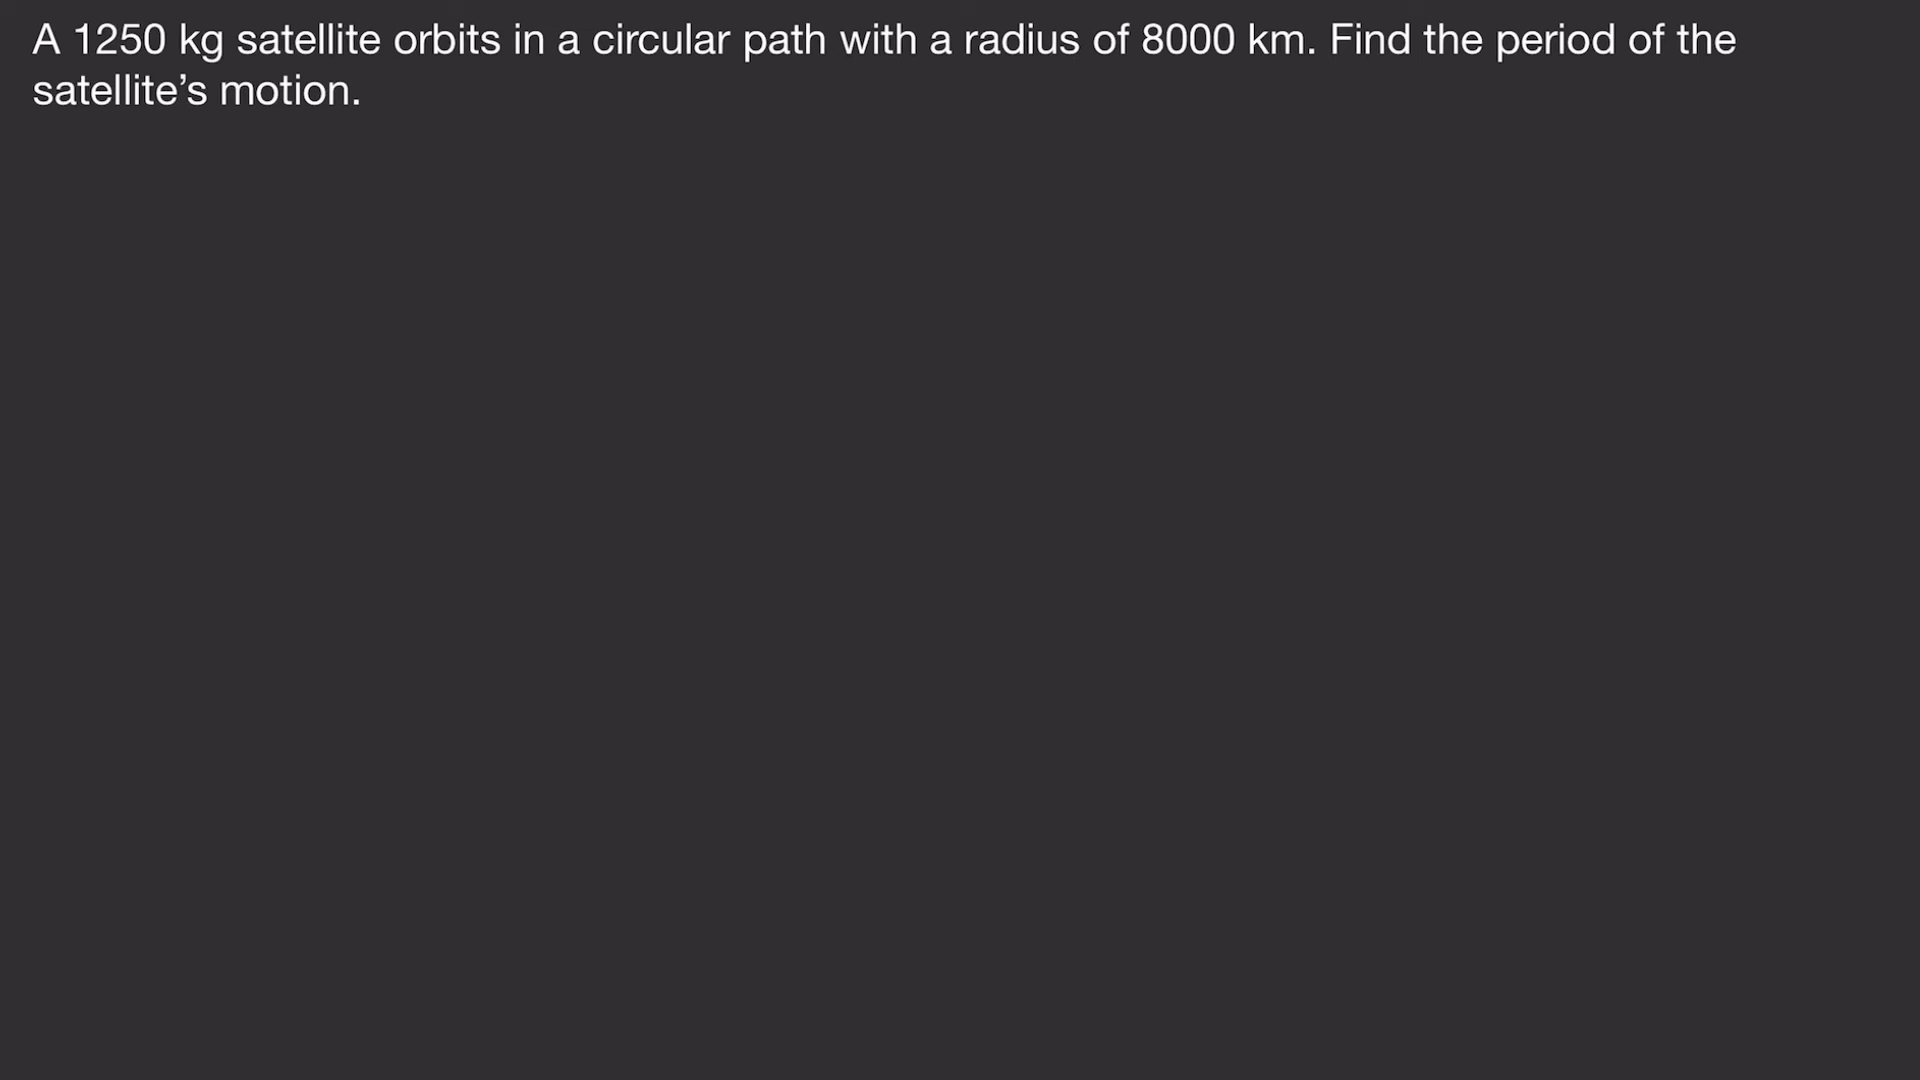 A 1250 kg satellite orbits in a circular path with a radius of 8000 km. Find the period of the
satellite’s motion.